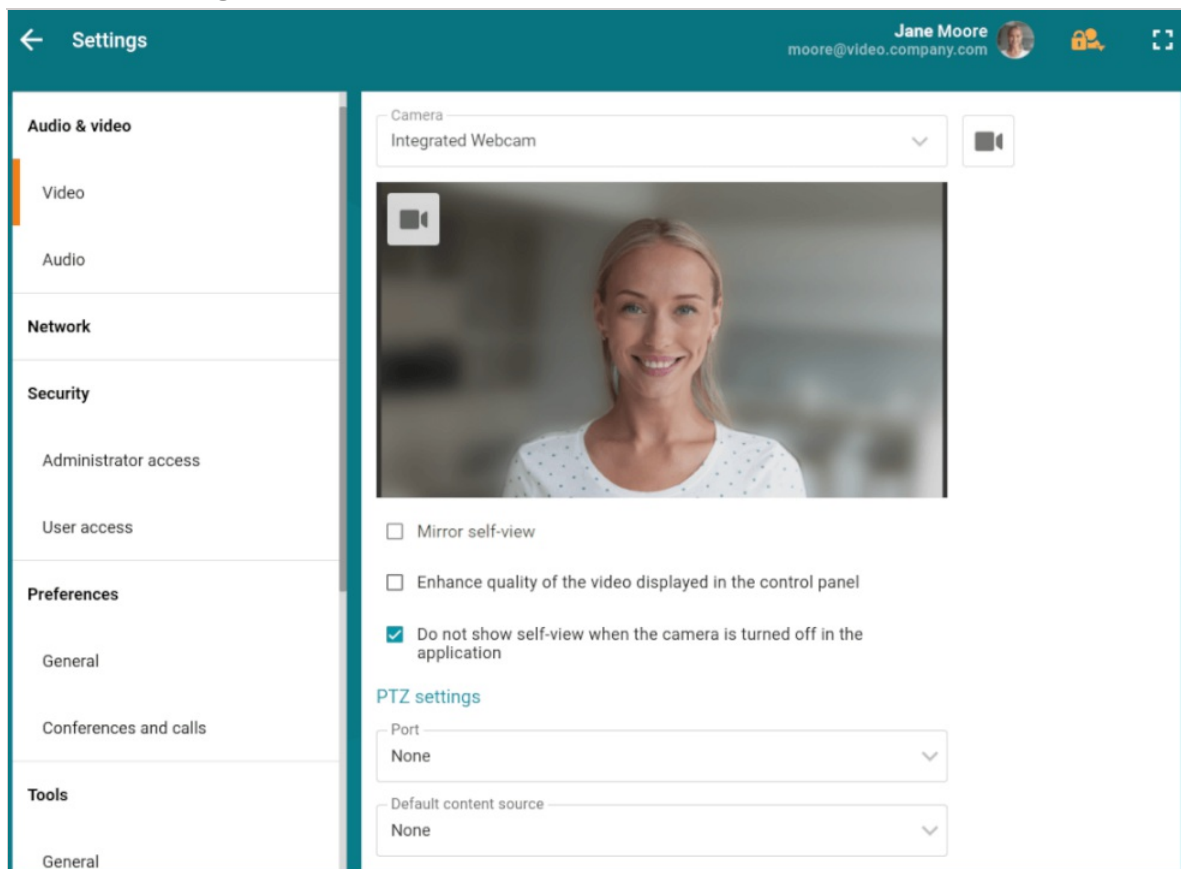 Settings
Jane Moore
moore@video.company.com
Audio & video
Video
Audio
Network
Security
Administrator access
User access
Preferences
General
Conferences and calls
Tools
General
Camera
Integrated Webcam
Mirror self-view
Enhance quality of the video displayed in the control panel
Do not show self-view when the camera is turned off in the
application
PTZ settings
Port
None
Default content source
None